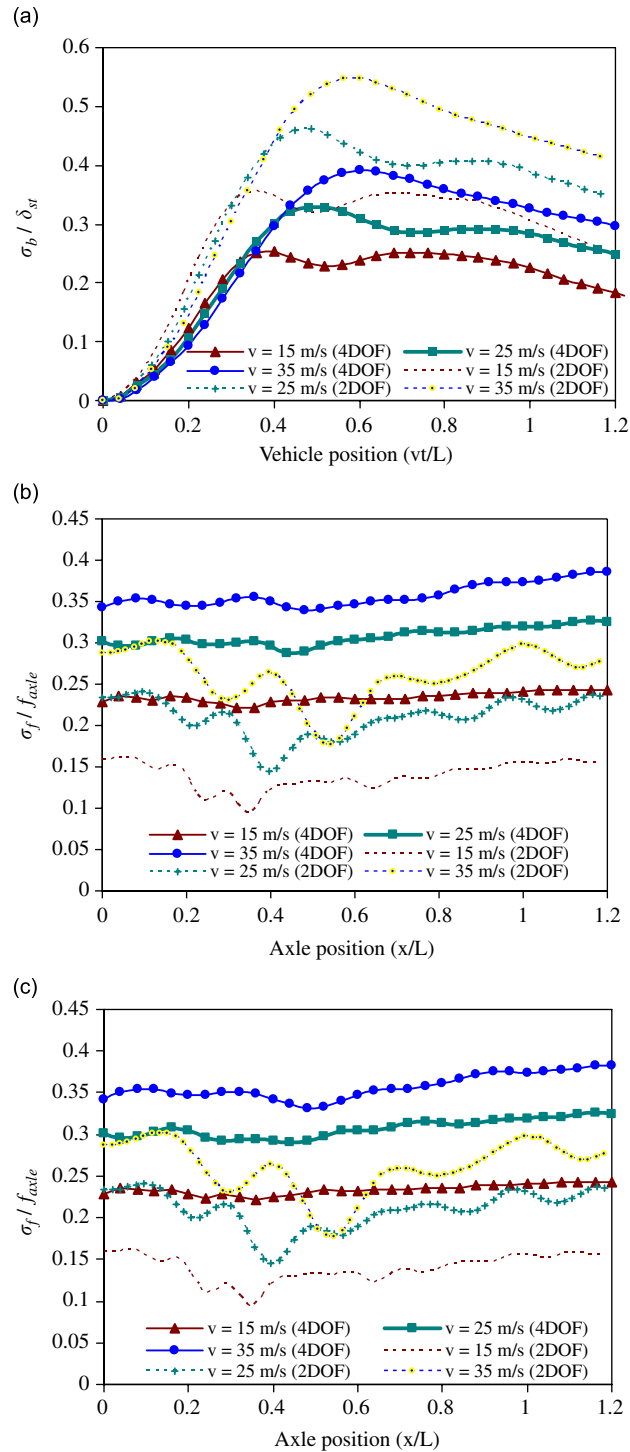 (a)
0.6
0.5
0.4
0.3
0.2
0.1
0
σb / δst
v = 15 m/s (4DOF) v = 25 m/s (4DOF)
v = 35 m/s (4DOF) v = 15 m/s (2DOF)
v = 25 m/s (2DOF) v = 35 m/s (2DOF)
0 0.2 0.4 0.6 0.8 1.0 1.2
Vehicle position (vt/L)
(b)
0.45
0.4
0.35
0.3
0.25
0.2
0.15
0.1
0.05
0
σf / faxle
v = 15 m/s (4DOF) v = 25 m/s (4DOF)
v = 35 m/s (4DOF) v = 15 m/s (2DOF)
v = 25 m/s (2DOF) v = 35 m/s (2DOF)
0 0.2 0.4 0.6 0.8 1 1.2
Axle position (x/L)
(c)
0.45
0.4
0.35
0.3
0.25
0.2
0.15
0.1
0.05
0
σf / faxle
v = 15 m/s (4DOF) v = 25 m/s (4DOF)
v = 35 m/s (4DOF) v = 15 m/s (2DOF)
v = 25 m/s (2DOF) v = 35 m/s (2DOF)
0 0.2 0.4 0.6 0.8 1 1.2
Axle position (x/L)